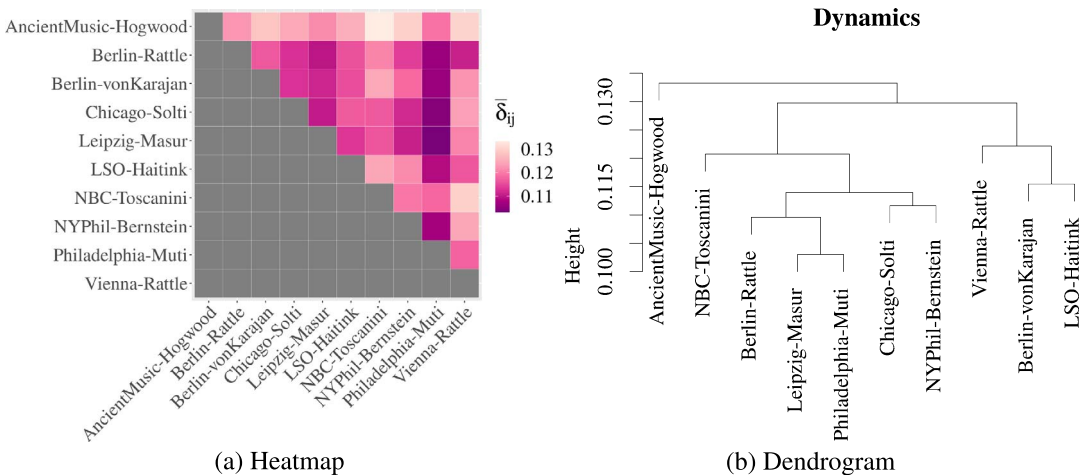 AncientMusic-Hogwood
Berlin-Rattle
Berlin-vonKarajan
Chicago-Solti
Leipzig-Masur
LSO-Haitink
NBC-Toscanini
NYPhil-Bernstein
Philadelphia-Muti
Vienna-Rattle
AncientMusic-Hogwood
Berlin-Rattle
Berlin-vonKarajan
Chicago-Solti
Leipzig-Masur
LSO-Haitink
NBC-Toscanini
NYPhil-Bernstein
Philadelphia-Muti
Vienna-Rattle
δ̄ij
0.13
0.12
0.11
(a) Heatmap
Dynamics
Height
0.100
0.115
0.130
AncientMusic-Hogwood
NBC-Toscanini
Berlin-Rattle
Leipzig-Masur
Philadelphia-Muti
Chicago-Solti
NYPhil-Bernstein
Vienna-Rattle
Berlin-vonKarajan
LSO-Haitink
(b) Dendrogram